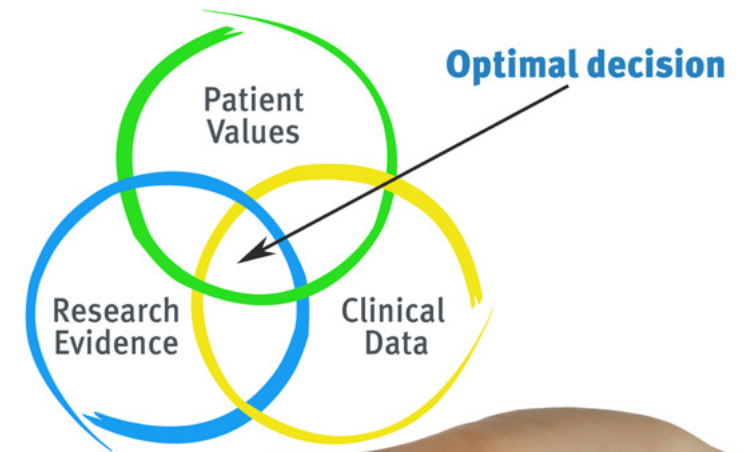 Optimal decision
Patient
Values
Research
Evidence
Clinical
Data